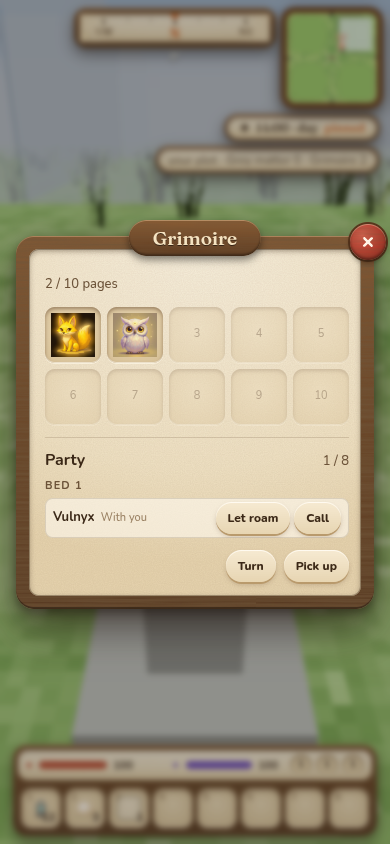 Grimoire
2 / 10 pages
3 4 5
6 7 8 9 10
Party 1 / 8
BED 1
Vulnyx With you Let roam Call
Turn Pick up